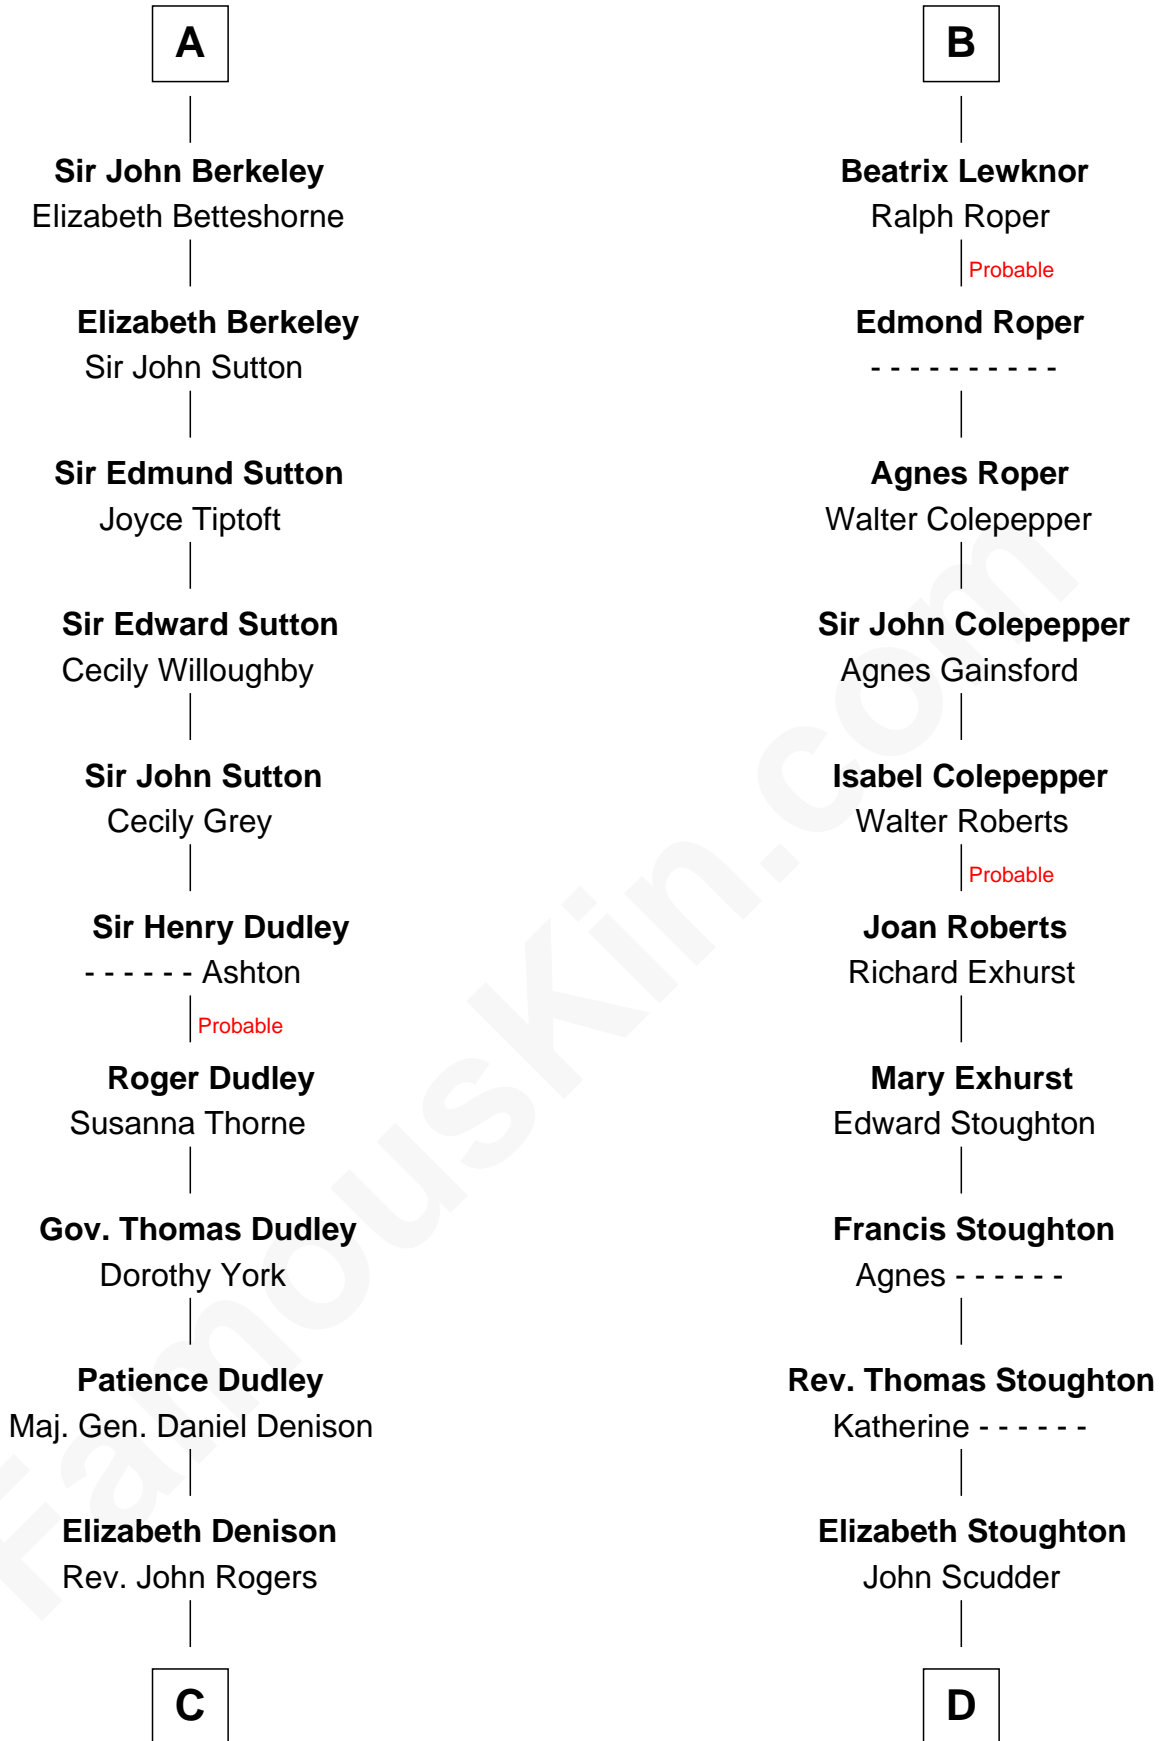 A
Sir John Berkeley
Elizabeth Betteshorne
Elizabeth Berkeley
Sir John Sutton
Sir Edmund Sutton
Joyce Tiptoft
Sir Edward Sutton
Cecily Willoughby
Sir John Sutton
Cecily Grey
Sir Henry Dudley
- - - - - - Ashton
Probable
Roger Dudley
Susanna Thorne
Gov. Thomas Dudley
Dorothy York
Patience Dudley
Maj. Gen. Daniel Denison
Elizabeth Denison
Rev. John Rogers
C
B
Beatrix Lewknor
Ralph Roper
Probable
Edmond Roper
- - - - - - - - - -
Agnes Roper
Walter Colepepper
Sir John Colepepper
Agnes Gainsford
Isabel Colepepper
Walter Roberts
Probable
Joan Roberts
Richard Exhurst
Mary Exhurst
Edward Stoughton
Francis Stoughton
Agnes - - - - - -
Rev. Thomas Stoughton
Katherine - - - - - -
Elizabeth Stoughton
John Scudder
D
FamousKin.com